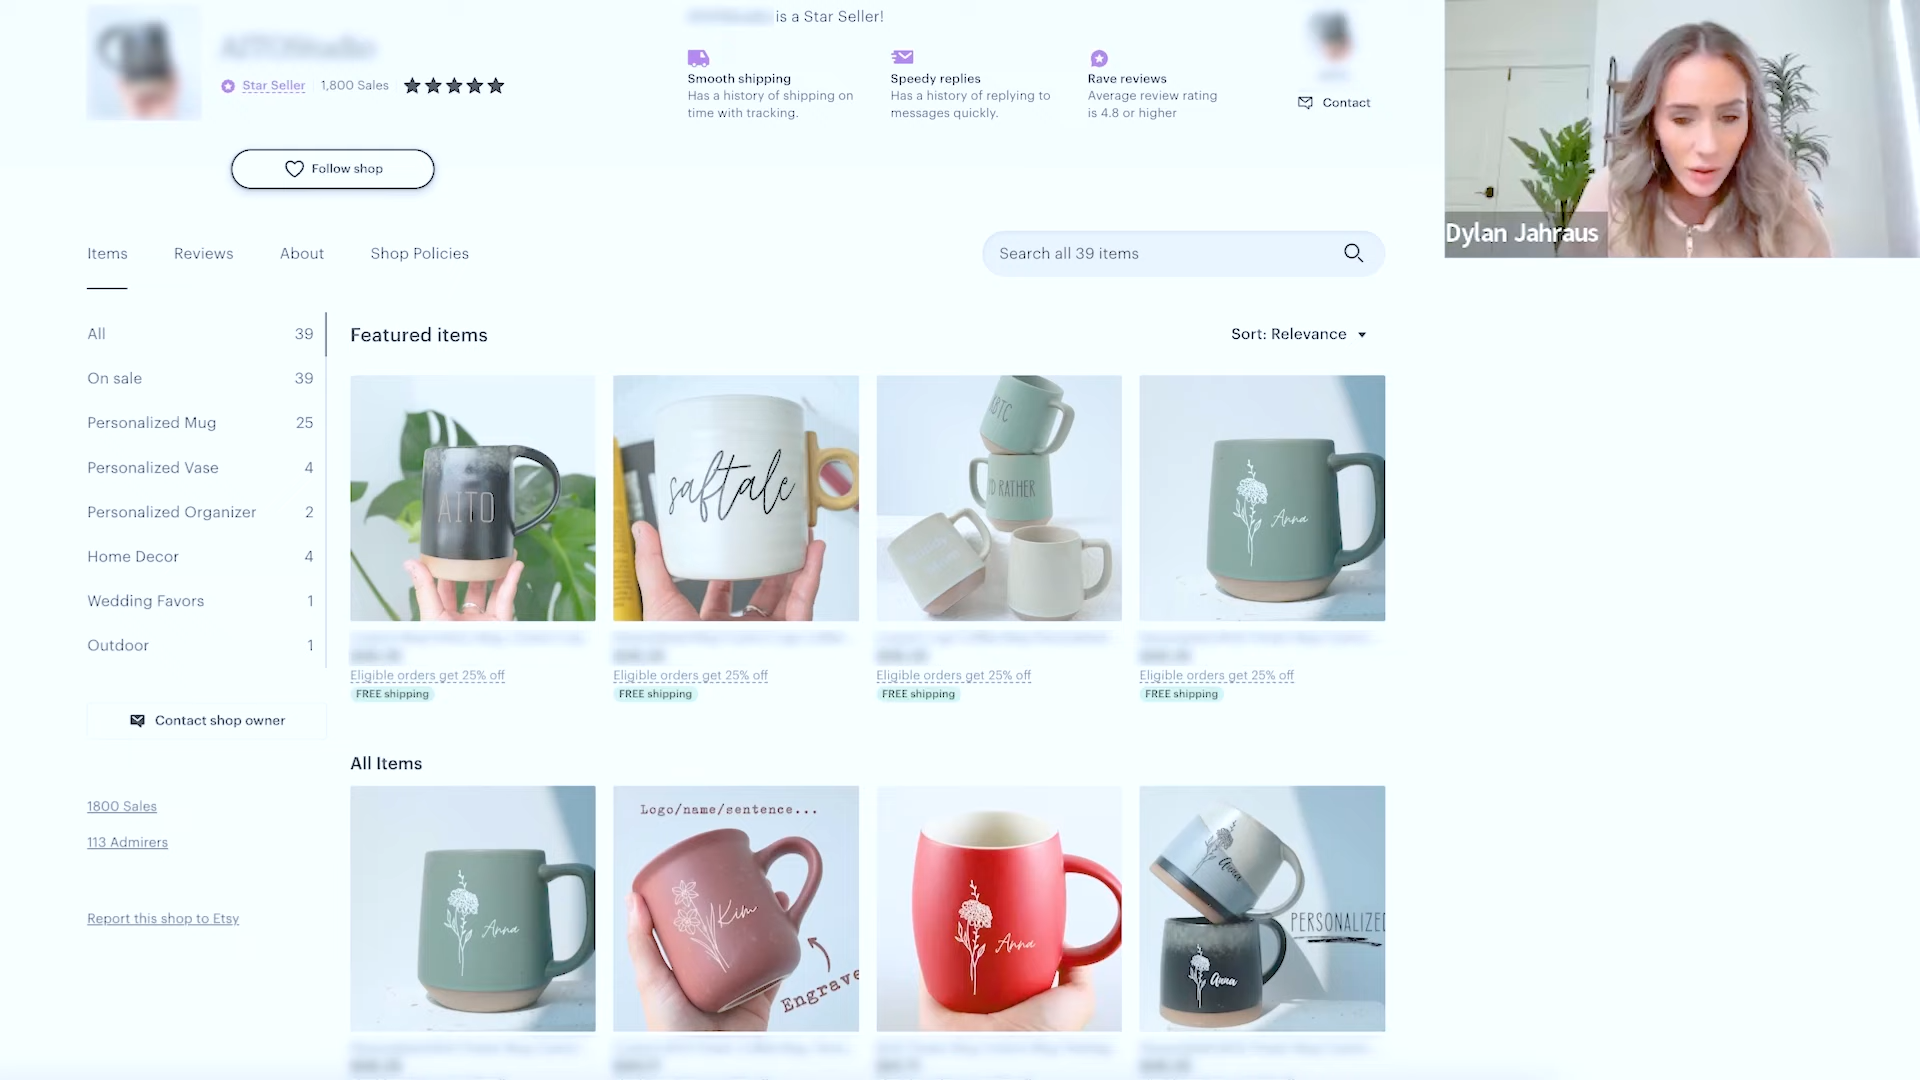 is a Star Seller!
Star Seller
1,800 Sales
Smooth shipping
Has a history of shipping on
time with tracking.
Speedy replies
Has a history of replying to
messages quickly.
Rave reviews
Average review rating
is 4.8 or higher
Contact
Follow shop
Dylan Jahraus
Items
Reviews
About
Shop Policies
Search all 39 items
All 39
On sale 39
Personalized Mug 25
Personalized Vase 4
Personalized Organizer 2
Home Decor 4
Wedding Favors 1
Outdoor 1
Contact shop owner
1800 Sales
113 Admirers
Report this shop to Etsy
Featured items
Sort: Relevance
AITO
saftale
D RATHER
Anna
Eligible orders get 25% off
FREE shipping
Eligible orders get 25% off
FREE shipping
Eligible orders get 25% off
FREE shipping
Eligible orders get 25% off
FREE shipping
All Items
Anna
Logo/name/sentence...
Kim
Engrave
Anna
Anna
PERSONALIZED
Anna